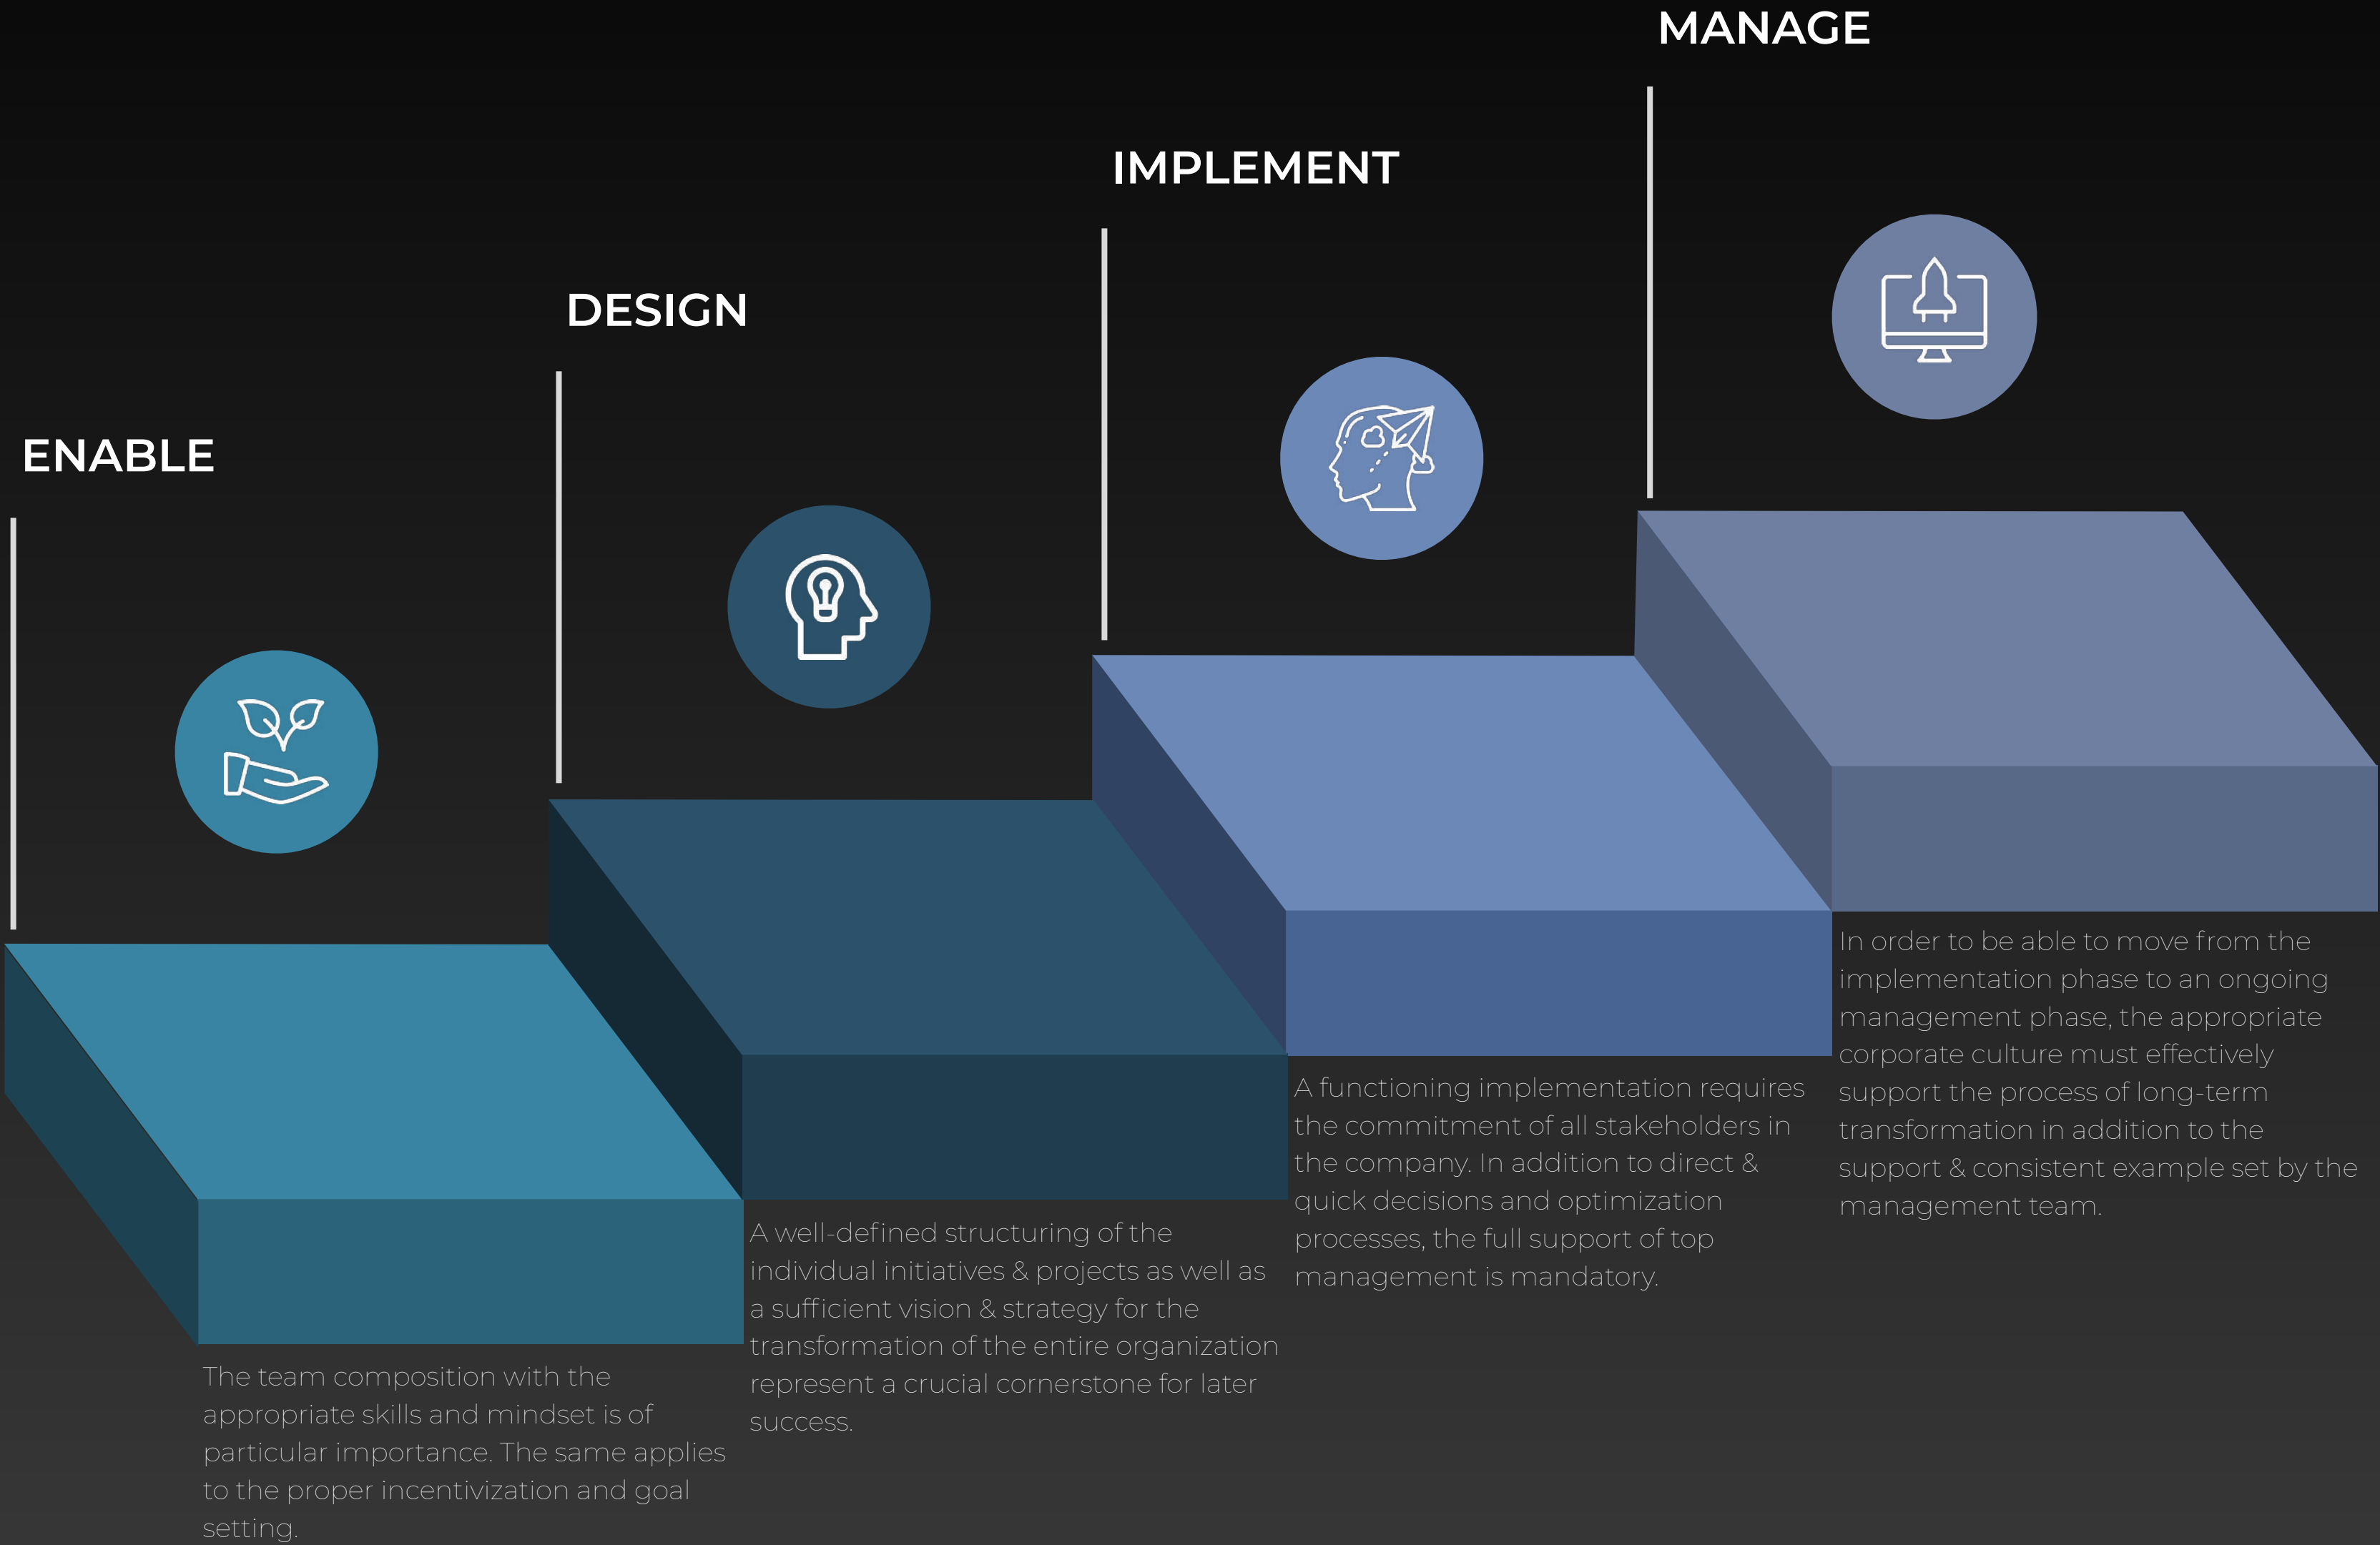 ENABLE
The team composition with the
appropriate skills and mindset is of
particular importance. The same applies
to the proper incentivization and goal
setting.
DESIGN
A well-defined structuring of the
individual initiatives & projects as well as
a sufficient vision & strategy for the
transformation of the entire organization
represent a crucial cornerstone for later
success.
IMPLEMENT
A functioning implementation requires
the commitment of all stakeholders in
the company. In addition to direct &
quick decisions and optimization
processes, the full support of top
management is mandatory.
MANAGE
In order to be able to move from the
implementation phase to an ongoing
management phase, the appropriate
corporate culture must effectively
support the process of long-term
transformation in addition to the
support & consistent example set by the
management team.